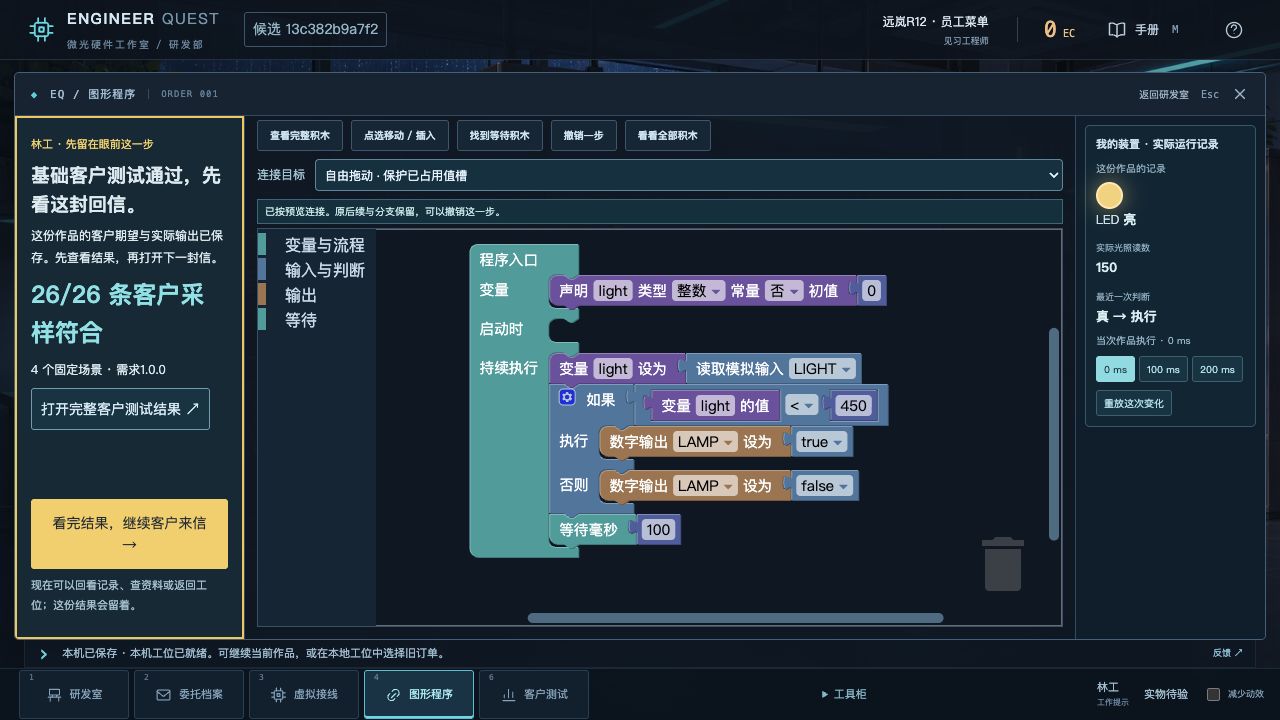 ENGINEER QUEST
微光硬件工作室 / 研发部
候选 13c382b9a7f2
远岚R12 · 员工菜单
见习工程师
0 EC
手册 M
?
EQ / 图形程序 | ORDER 001
返回研发室 Esc
林工 · 先留在眼前这一步
基础客户测试通过，先
看这封回信。
这份作品的客户期望与实际输出已保
存。先查看结果，再打开下一封信。
26/26 条客户采
样符合
4 个固定场景 · 需求1.0.0
打开完整客户测试结果 ↗
看完结果，继续客户来信
→
现在可以回看记录、查资料或返回工
位；这份结果会留着。
查看完整积木
点选移动 / 插入
找到等待积木
撤销一步
看看全部积木
连接目标
自由拖动 · 保护已占用值槽
已按预览连接。原后续与分支保留，可以撤销这一步。
变量与流程
输入与判断
输出
等待
程序入口
变量 声明 light 类型 整数 常量 否 初值 0
启动时
持续执行 变量 light 设为 读取模拟输入 LIGHT
如果 变量 light 的值 < 450
执行 数字输出 LAMP 设为 true
否则 数字输出 LAMP 设为 false
等待毫秒 100
我的装置 · 实际运行记录
这份作品的记录
LED 亮
实际光照读数
150
最近一次判断
真 → 执行
当次作品执行 · 0 ms
0 ms
100 ms
200 ms
重放这次变化
本机已保存 · 本机工位已就绪。可继续当前作品，或在本地工位中选择旧订单。
反馈 ↗
1 研发室
2 委托档案
3 虚拟接线
4 图形程序
6 客户测试
工具柜
林工
工作提示
实物待验
减少动效